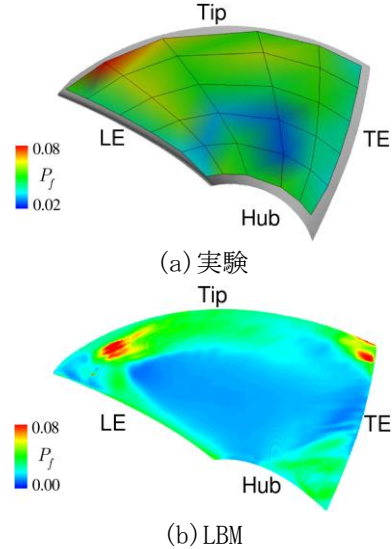 Tip
LE
TE
0.08
P_f
0.02
Hub
(a)実験
Tip
LE
TE
0.08
P_f
0.00
Hub
(b)LBM